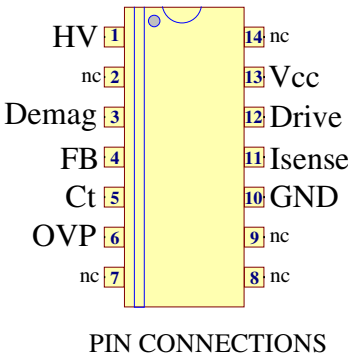 HV 1 14 nc
nc 2 13 Vcc
Demag 3 12 Drive
FB 4 11 Isense
Ct 5 10 GND
OVP 6 9 nc
nc 7 8 nc
PIN CONNECTIONS